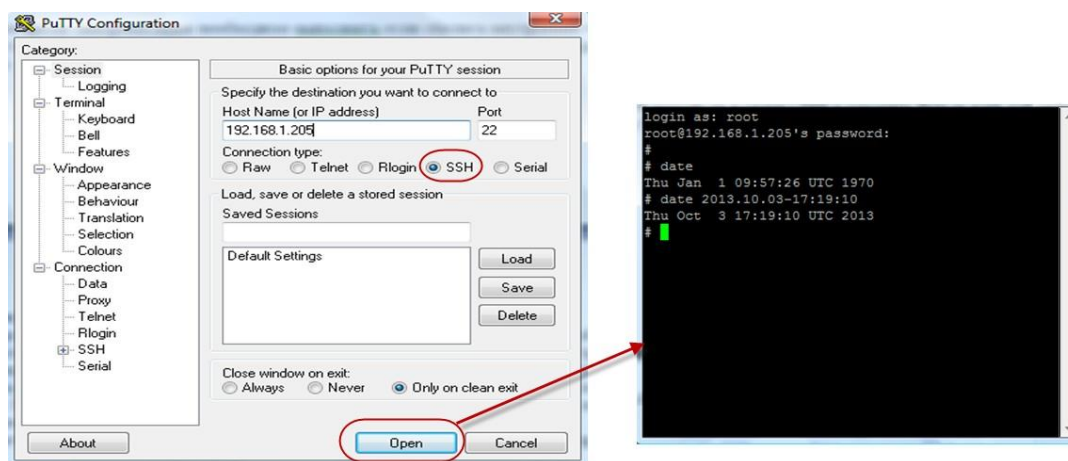 PuTTY Configuration
Category:
Session
Logging
Terminal
Keyboard
Bell
Features
Window
Appearance
Behaviour
Translation
Selection
Colours
Connection
Data
Proxy
Telnet
Rlogin
SSH
Serial
Basic options for your PuTTY session
Specify the destination you want to connect to
Host Name (or IP address) Port
192.168.1.205 22
Connection type:
Raw Telnet Rlogin SSH Serial
Load, save or delete a stored session
Saved Sessions
Default Settings
Load
Save
Delete
Close window on exit:
Always Never Only on clean exit
About Open Cancel
login as: root
root@192.168.1.205's password:
#
# date
Thu Jan  1 09:57:26 UTC 1970
# date 2013.10.03-17:19:10
Thu Oct  3 17:19:10 UTC 2013
#